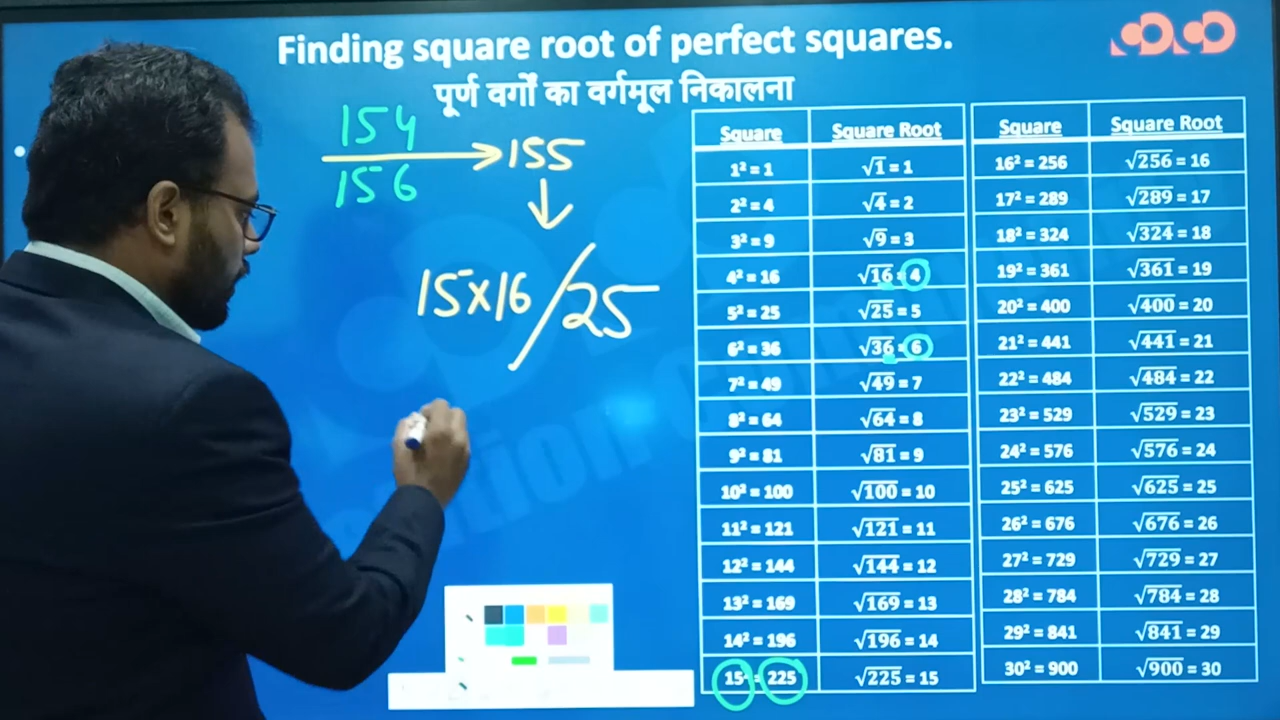 Finding square root of perfect squares.
पूर्ण वर्गों का वर्गमूल निकालना
154
156
155
15×16/25
Square Square Root
1² = 1 √1 = 1
2² = 4 √4 = 2
3² = 9 √9 = 3
4² = 16 √16 = 4
5² = 25 √25 = 5
6² = 36 √36 = 6
7² = 49 √49 = 7
8² = 64 √64 = 8
9² = 81 √81 = 9
10² = 100 √100 = 10
11² = 121 √121 = 11
12² = 144 √144 = 12
13² = 169 √169 = 13
14² = 196 √196 = 14
15² = 225 √225 = 15
Square Square Root
16² = 256 √256 = 16
17² = 289 √289 = 17
18² = 324 √324 = 18
19² = 361 √361 = 19
20² = 400 √400 = 20
21² = 441 √441 = 21
22² = 484 √484 = 22
23² = 529 √529 = 23
24² = 576 √576 = 24
25² = 625 √625 = 25
26² = 676 √676 = 26
27² = 729 √729 = 27
28² = 784 √784 = 28
29² = 841 √841 = 29
30² = 900 √900 = 30